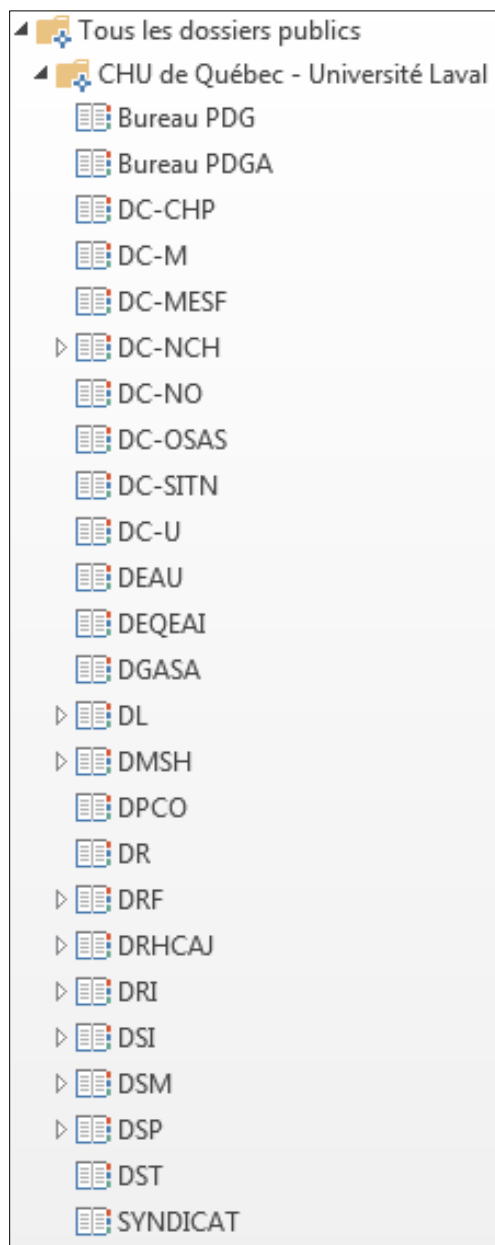 Tous les dossiers publics
CHU de Québec - Université Laval
Bureau PDG
Bureau PDGA
DC-CHP
DC-M
DC-MESF
DC-NCH
DC-NO
DC-OSAS
DC-SITN
DC-U
DEAU
DEQEAI
DGASA
DL
DMSH
DPCO
DR
DRF
DRHCAJ
DRI
DSI
DSM
DSP
DST
SYNDICAT